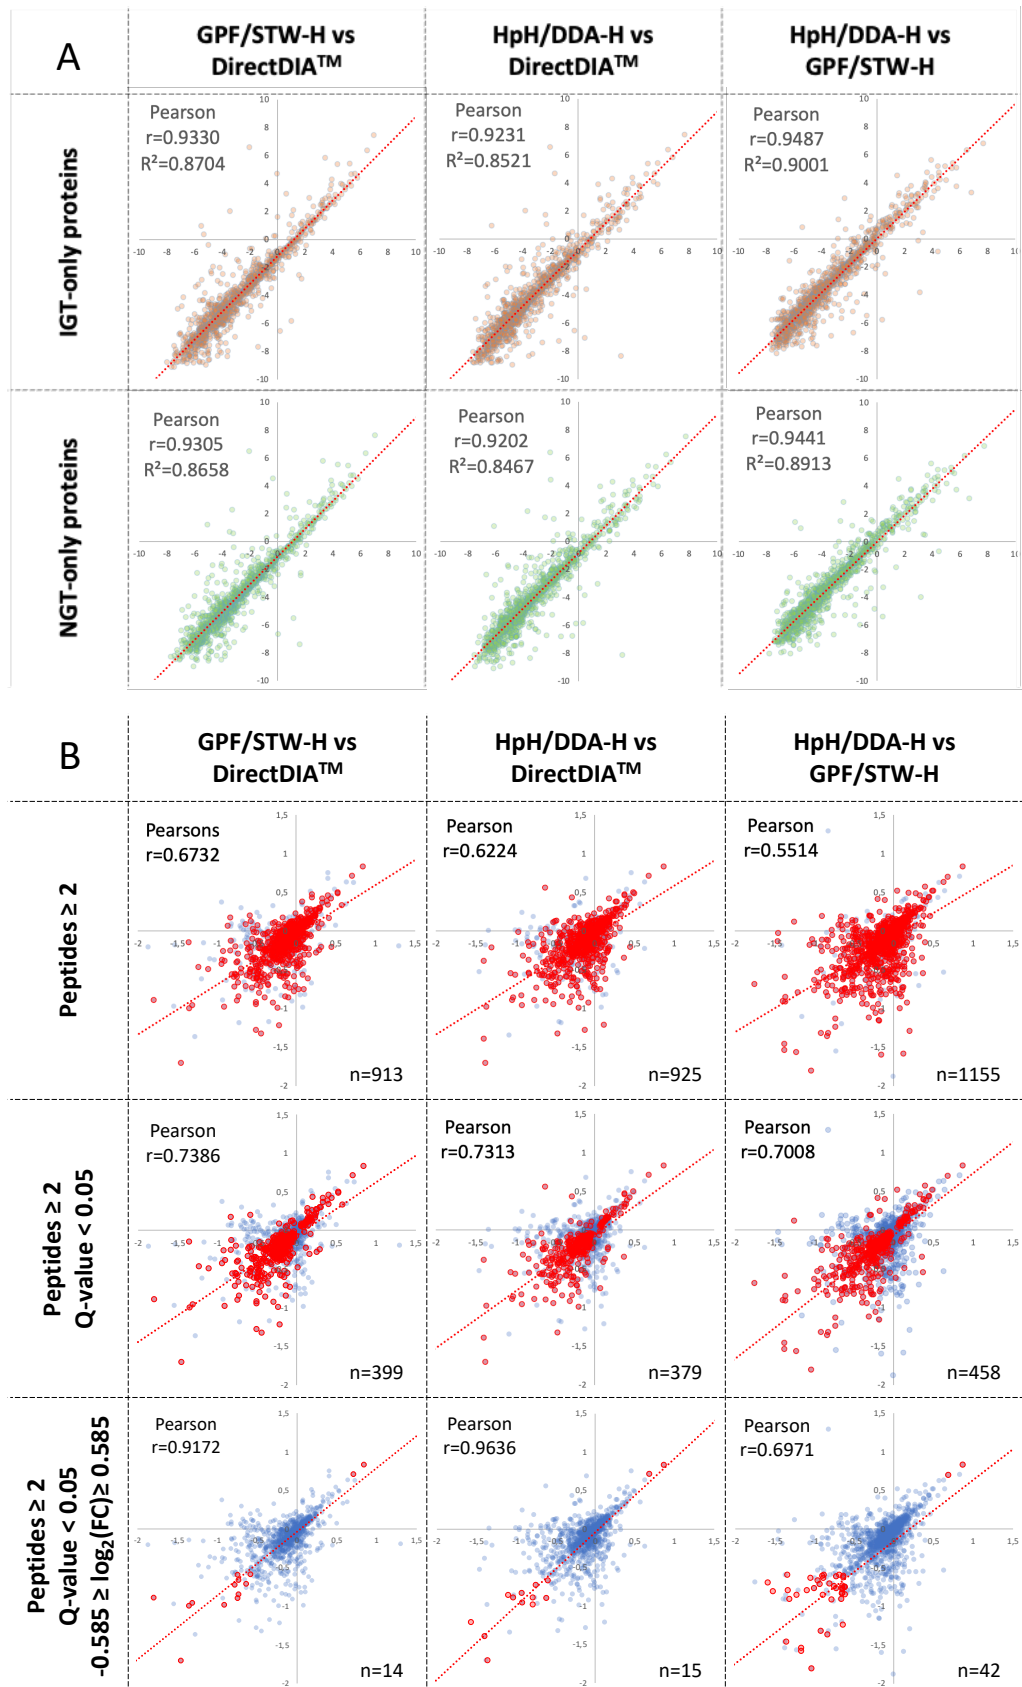 A
GPF/STW-H vs
DirectDIA™
HpH/DDA-H vs
DirectDIA™
HpH/DDA-H vs
GPF/STW-H
IGT-only proteins
Pearson
r=0.9330
R²=0.8704
Pearson
r=0.9231
R²=0.8521
Pearson
r=0.9487
R²=0.9001
NGT-only proteins
Pearson
r=0.9305
R²=0.8658
Pearson
r=0.9202
R²=0.8467
Pearson
r=0.9441
R²=0.8913
B
GPF/STW-H vs
DirectDIA™
HpH/DDA-H vs
DirectDIA™
HpH/DDA-H vs
GPF/STW-H
Peptides ≥ 2
Pearsons
r=0.6732
n=913
Pearson
r=0.6224
n=925
Pearson
r=0.5514
n=1155
Peptides ≥ 2
Q-value < 0.05
Pearson
r=0.7386
n=399
Pearson
r=0.7313
n=379
Pearson
r=0.7008
n=458
Peptides ≥ 2
Q-value < 0.05
-0.585 ≥ log₂(FC)≥ 0.585
Pearson
r=0.9172
n=14
Pearson
r=0.9636
n=15
Pearson
r=0.6971
n=42